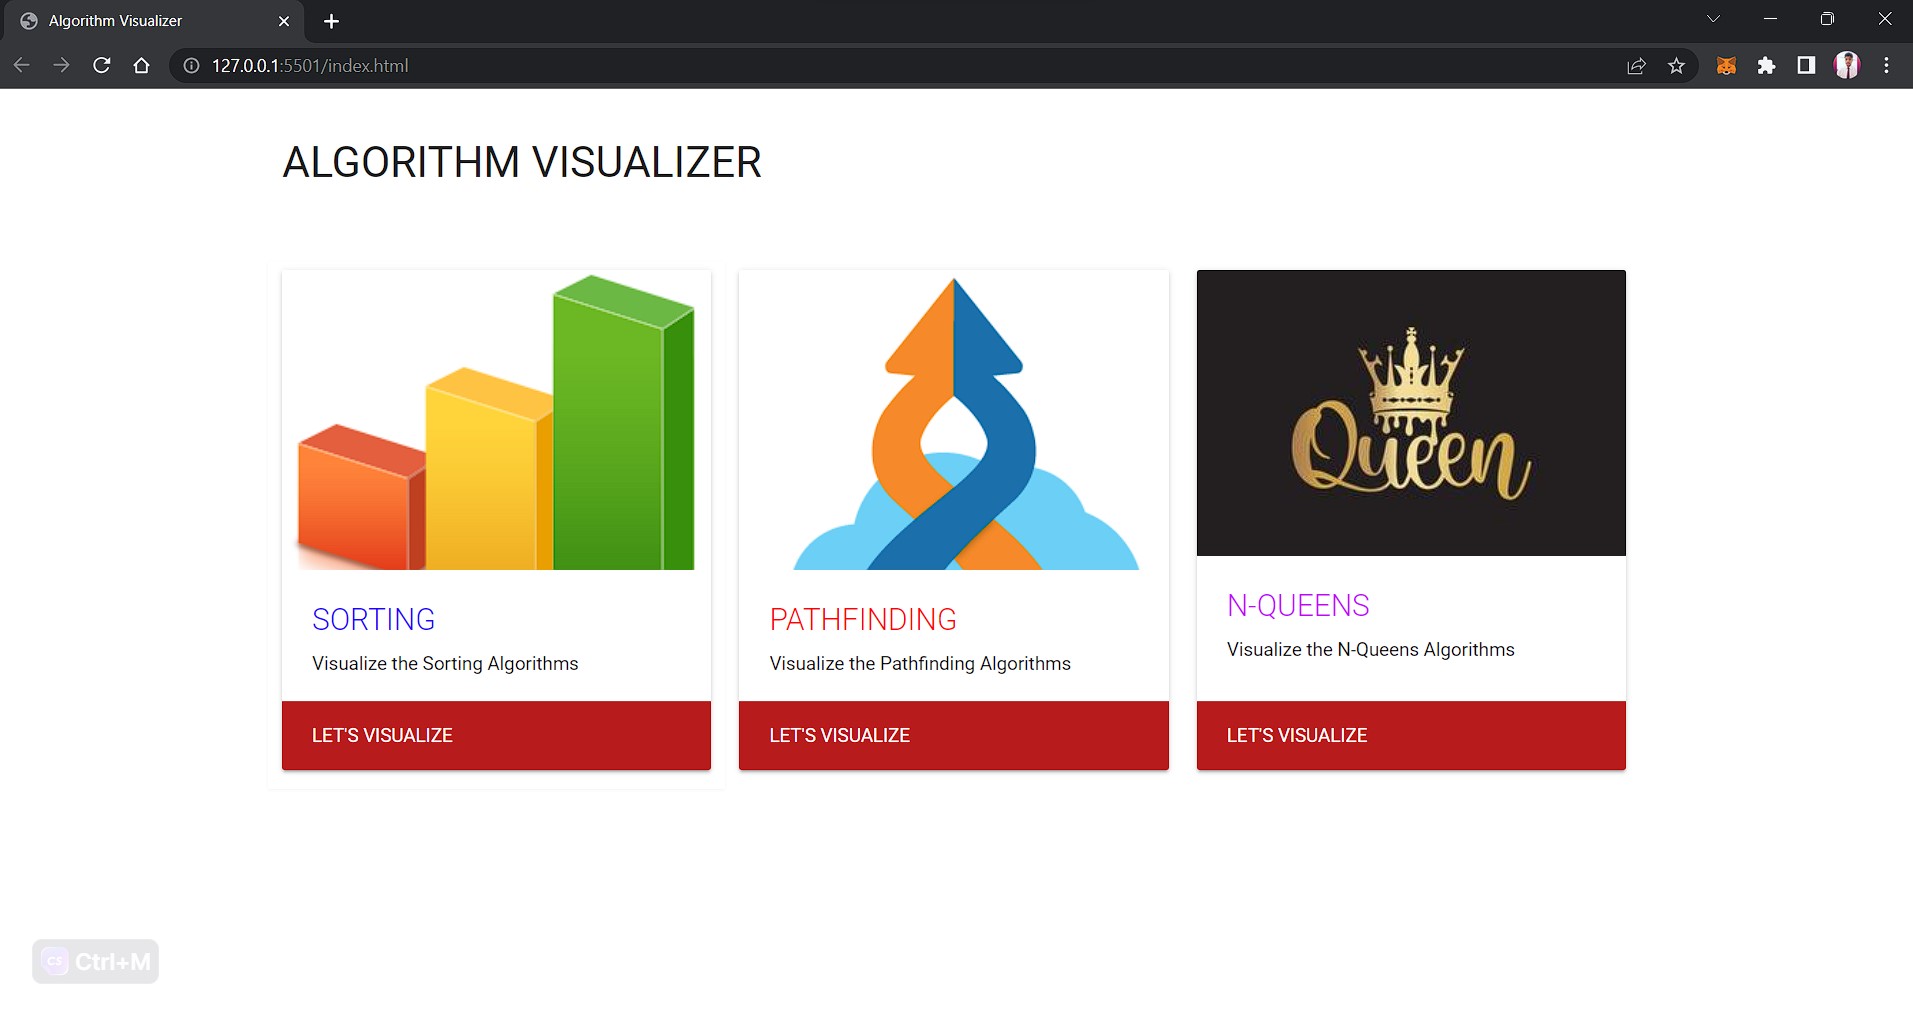 Algorithm Visualizer
127.0.0.1:5501/index.html
ALGORITHM VISUALIZER
Queen
SORTING
Visualize the Sorting Algorithms
LET'S VISUALIZE
PATHFINDING
Visualize the Pathfinding Algorithms
LET'S VISUALIZE
N-QUEENS
Visualize the N-Queens Algorithms
LET'S VISUALIZE
CS Ctrl+M